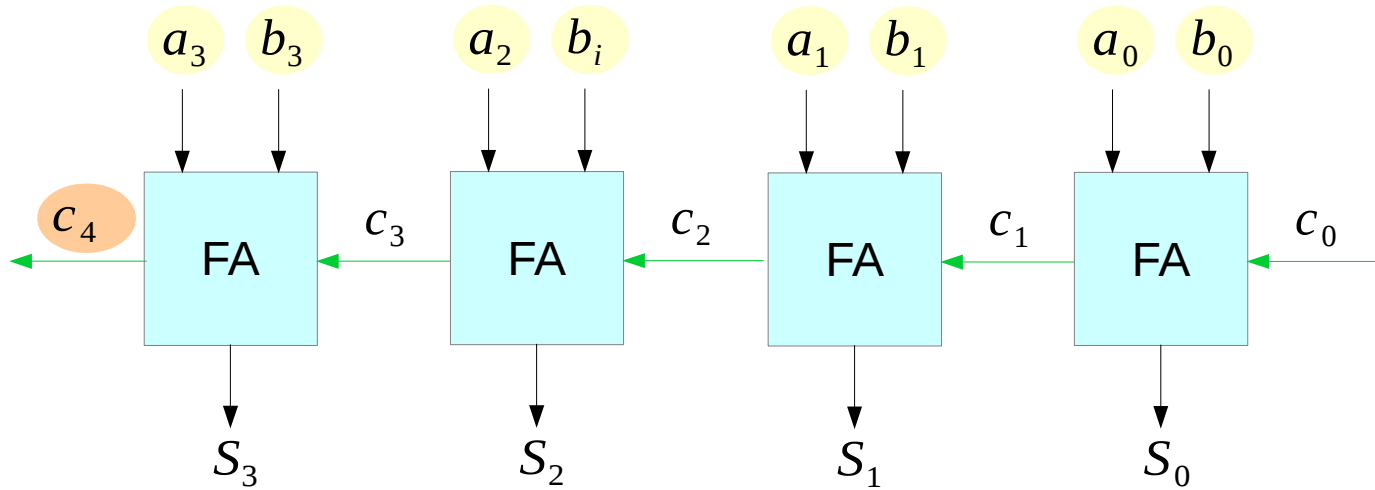 a3 b3 a2 bi a1 b1 a0 b0
c4 c3 c2 c1 c0
FA FA FA FA
S3 S2 S1 S0